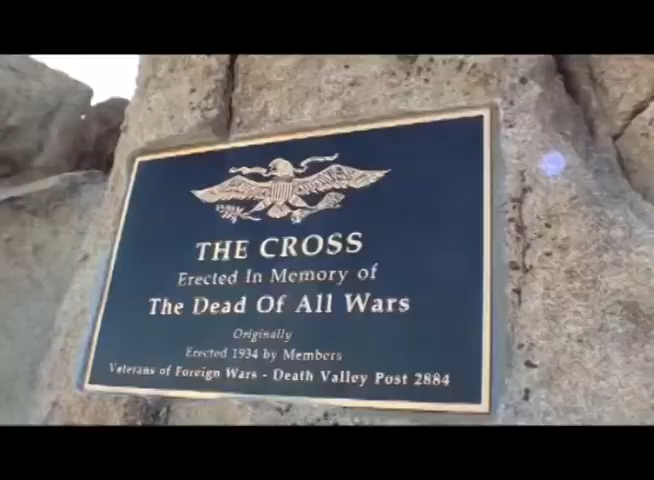 THE CROSS
Erected In Memory of
The Dead Of All Wars
Originally
Erected 1934 by Members
Veterans of Foreign Wars - Death Valley Post 2884